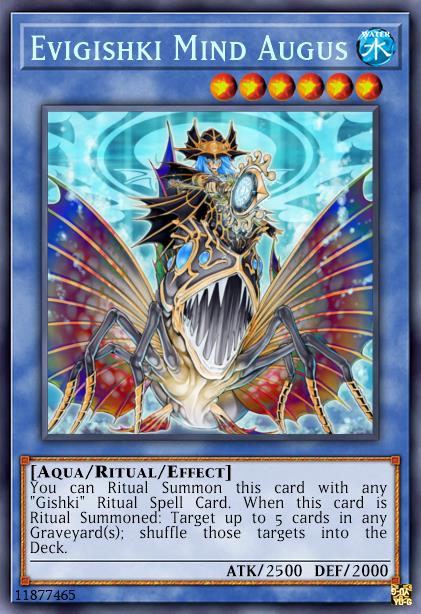 Evigishki Mind Augus
WATER
水
[Aqua/Ritual/Effect]
You can Ritual Summon this card with any
"Gishki" Ritual Spell Card. When this card is
Ritual Summoned: Target up to 5 cards in any
Graveyard(s); shuffle those targets into the
Deck.
ATK/2500 DEF/2000
11877465